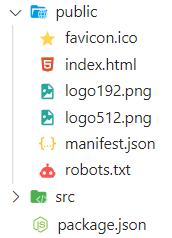 public
favicon.ico
index.html
logo192.png
logo512.png
manifest.json
robots.txt
src
package.json